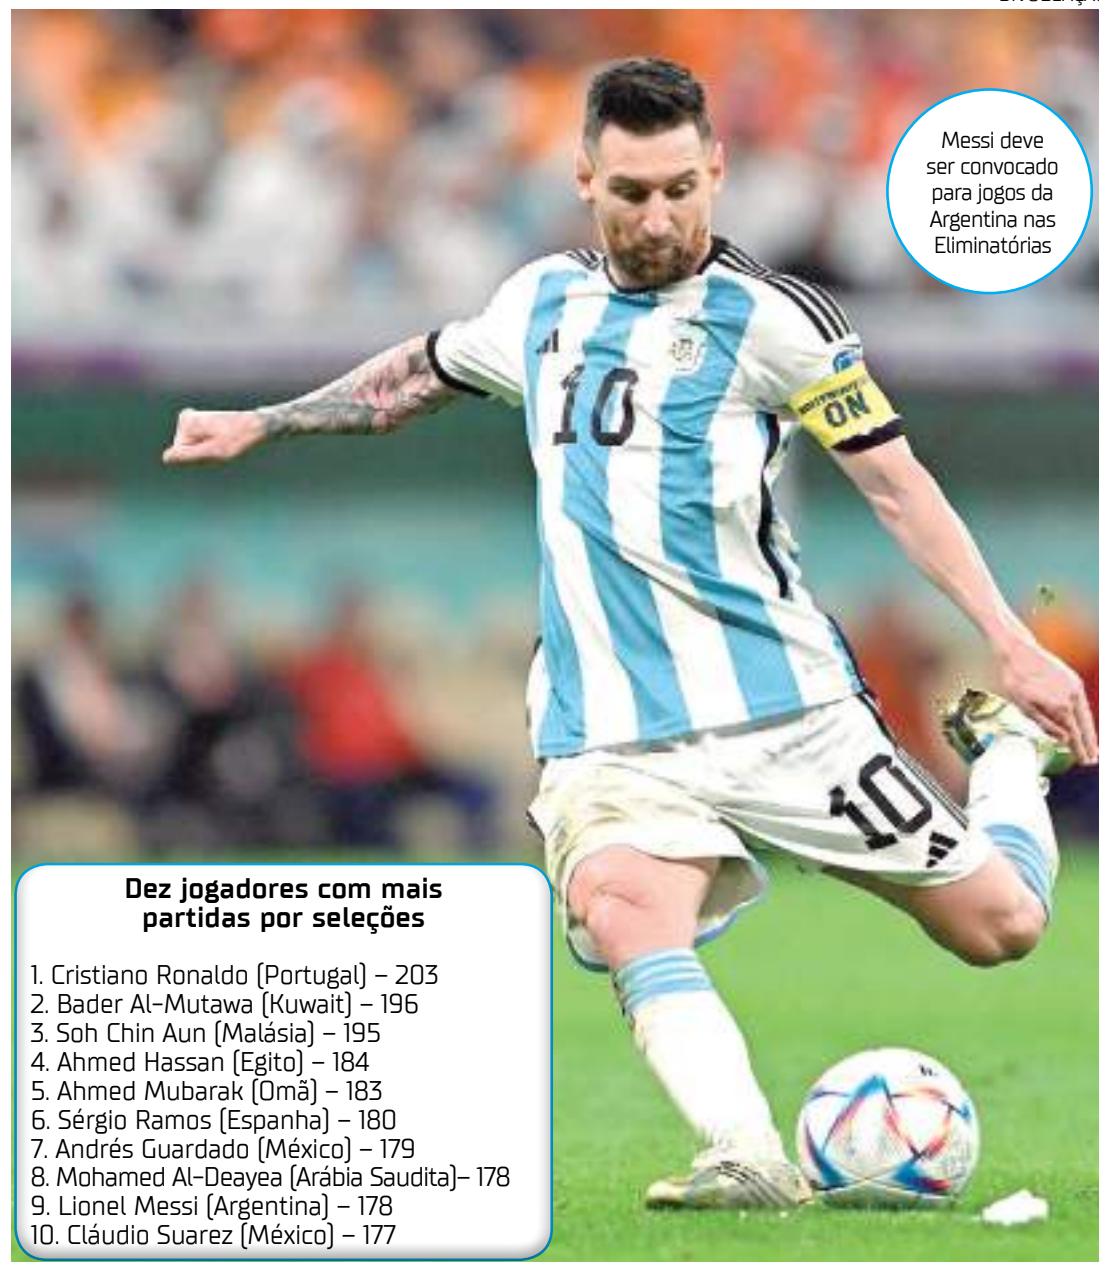 Messi deve
ser convocado
para jogos da
Argentina nas
Eliminatórias
10
ON
10
Dez jogadores com mais
partidas por seleções
1. Cristiano Ronaldo (Portugal) – 203
2. Bader Al-Mutawa (Kuwait) – 196
3. Soh Chin Aun (Malásia) – 195
4. Ahmed Hassan (Egito) – 184
5. Ahmed Mubarak (Omã) – 183
6. Sérgio Ramos (Espanha) – 180
7. Andrés Guardado (México) – 179
8. Mohamed Al-Deayea (Arábia Saudita)– 178
9. Lionel Messi (Argentina) – 178
10. Cláudio Suarez (México) – 177